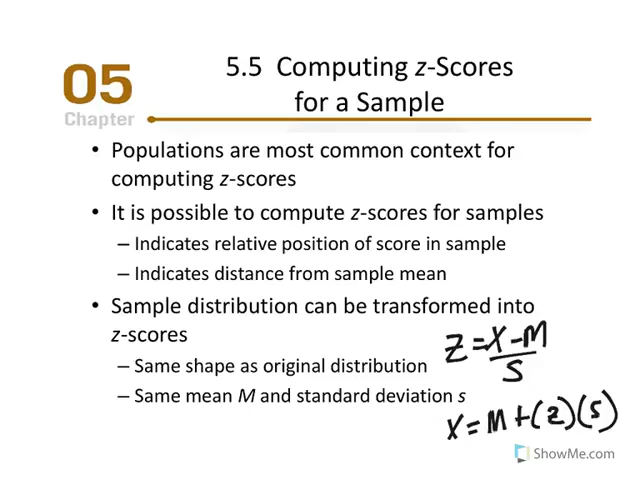 05
Chapter
5.5 Computing z-Scores
for a Sample
• Populations are most common context for
computing z-scores
• It is possible to compute z-scores for samples
– Indicates relative position of score in sample
– Indicates distance from sample mean
• Sample distribution can be transformed into
z-scores
– Same shape as original distribution
– Same mean M and standard deviation s
Z = X - M
S
X = M + (Z)(S)
ShowMe.com